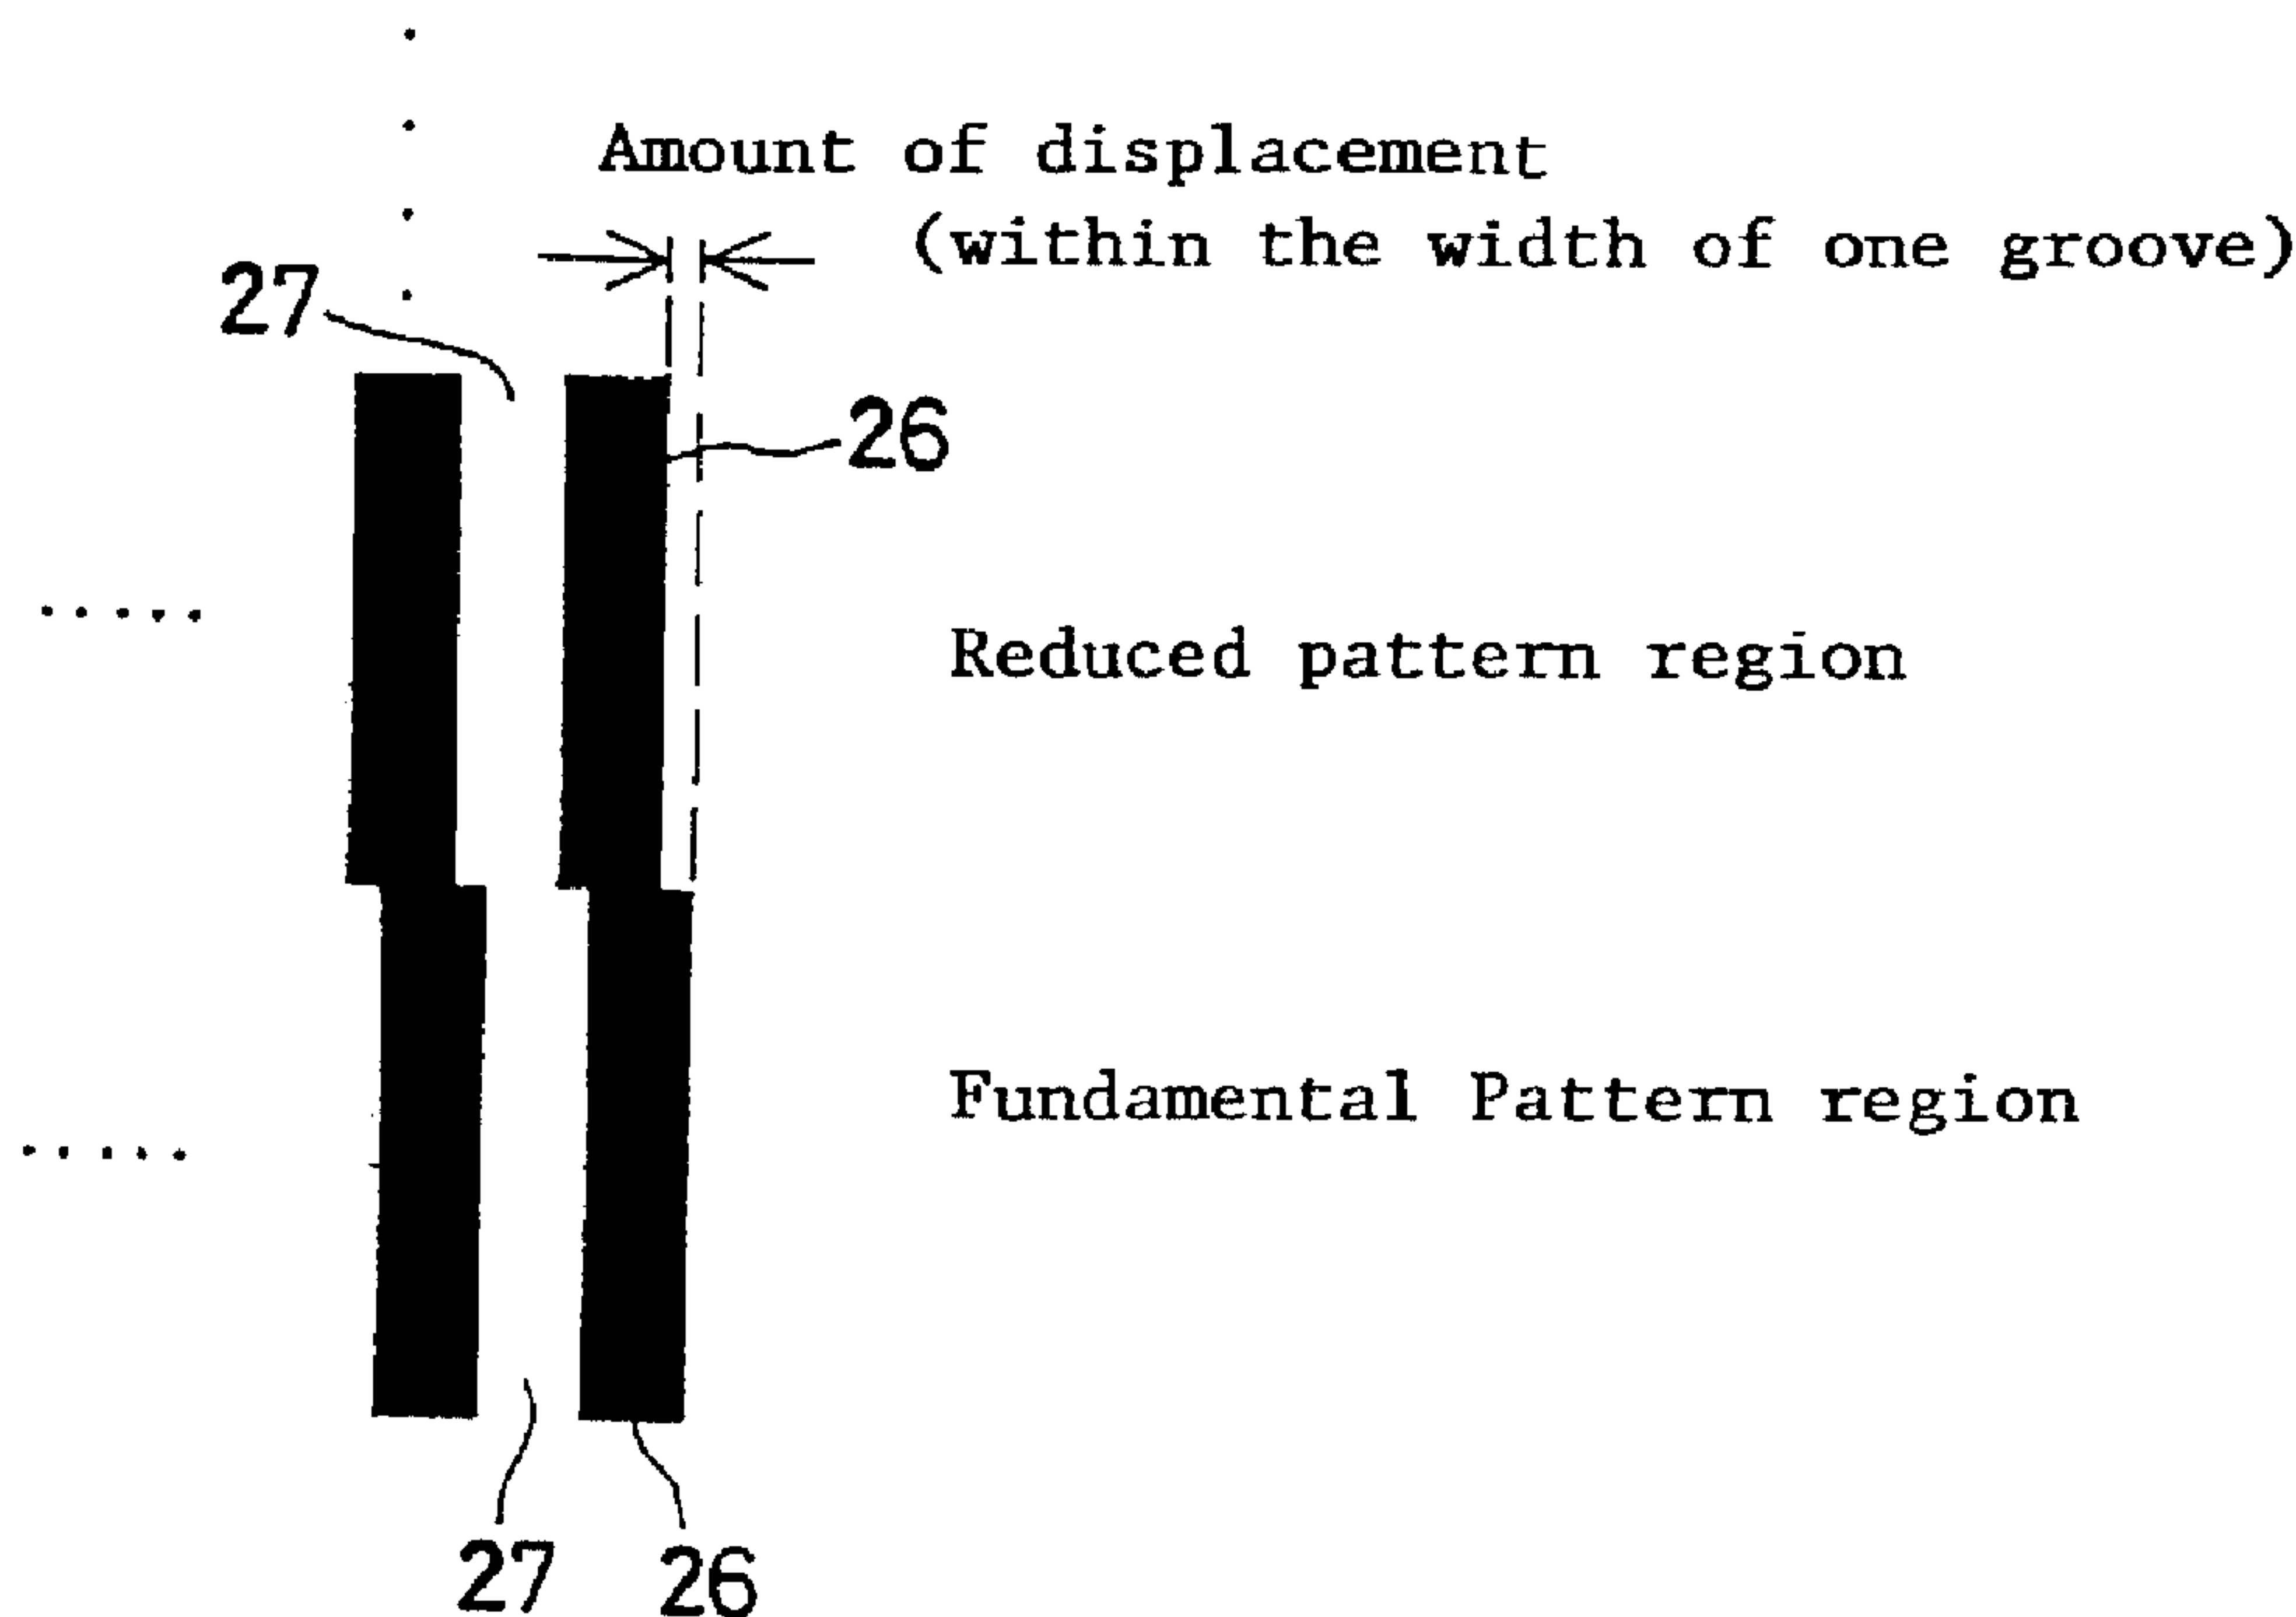 Amount of displacement
(within the width of one groove)
27
26
Reduced pattern region
Fundamental Pattern region
27
26